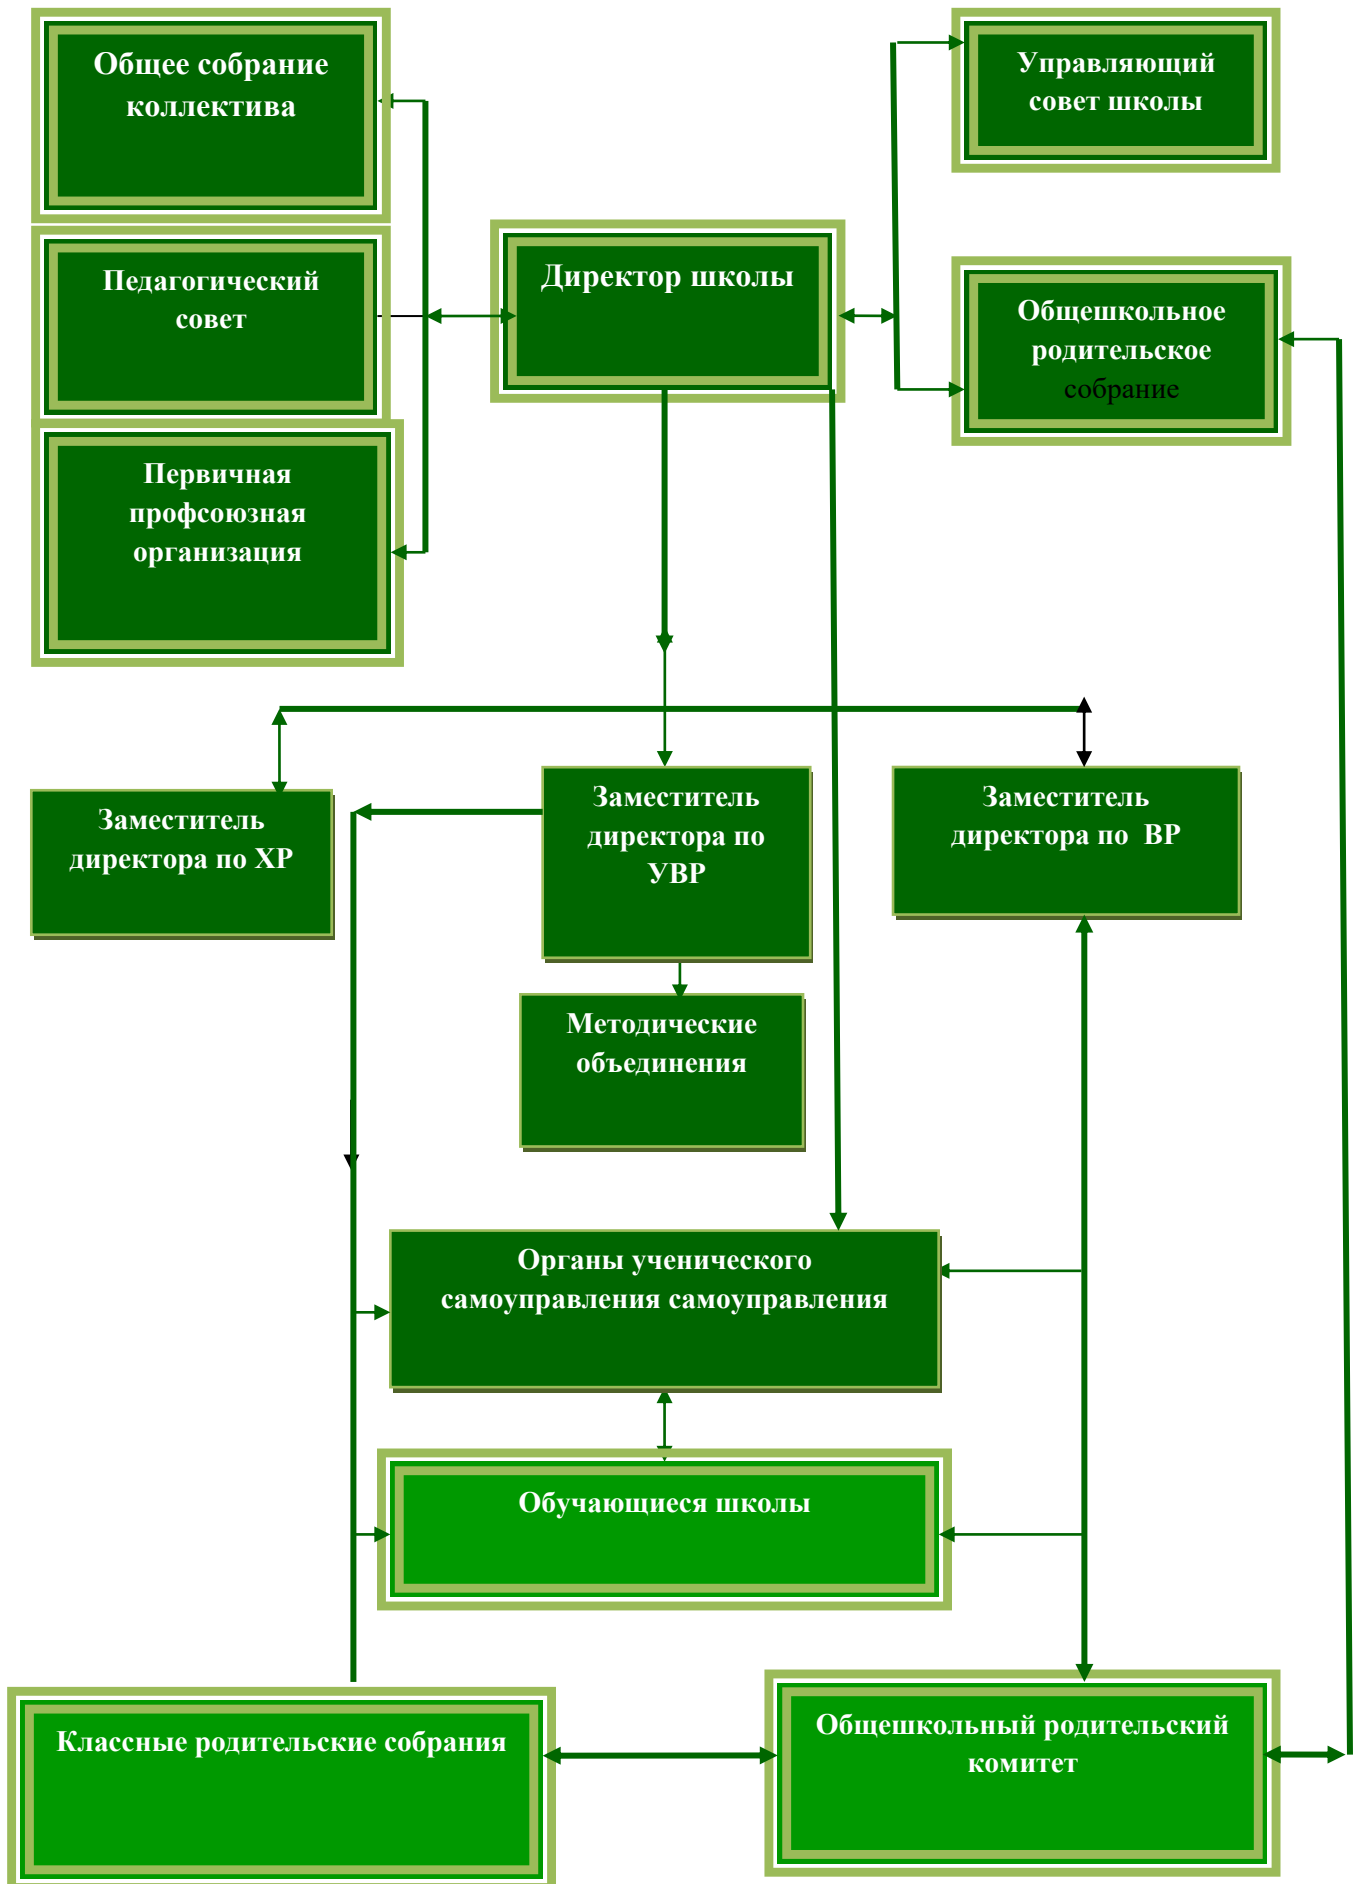 Общее собрание
коллектива
Управляющий
совет школы
Педагогический
совет
Директор школы
Общешкольное
родительское
собрание
Первичная
профсоюзная
организация
Заместитель
директора по ХР
Заместитель
директора по
УВР
Заместитель
директора по ВР
Методические
объединения
Органы ученического
самоуправления самоуправления
Обучающиеся школы
Классные родительские собрания
Общешкольный родительский
комитет